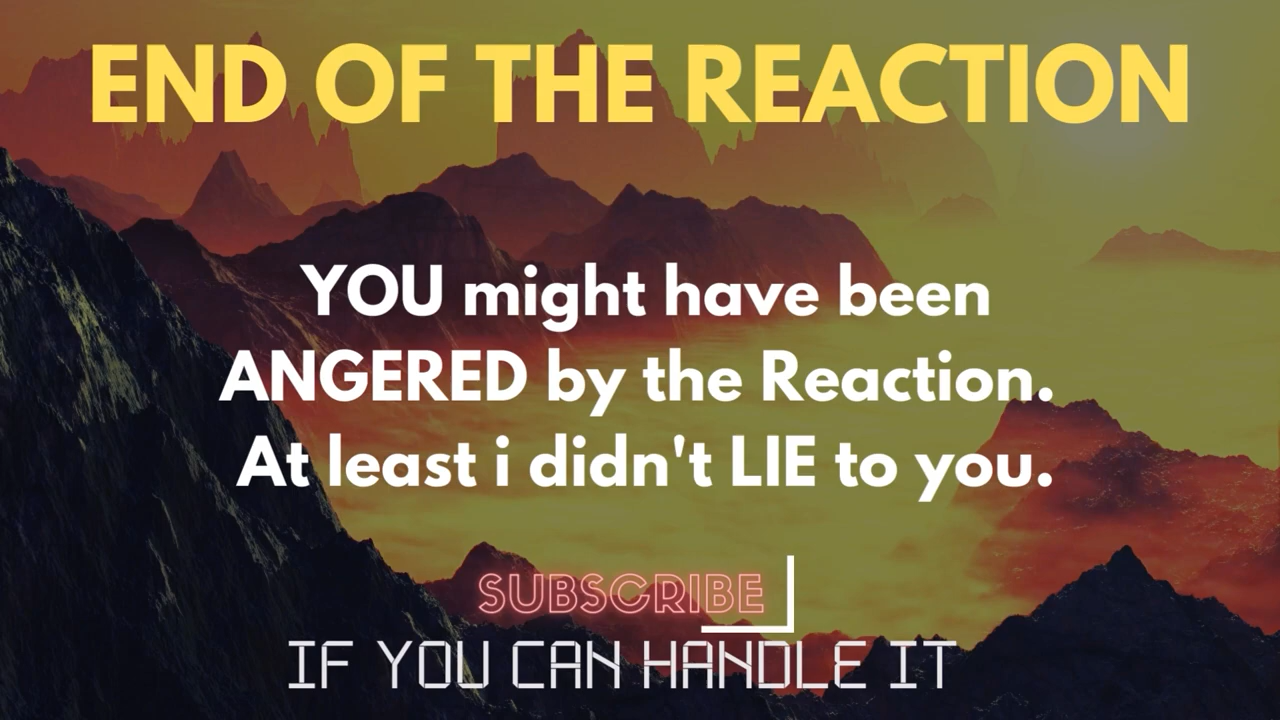 END OF THE REACTION
YOU might have been
ANGERED by the Reaction.
At least i didn't LIE to you.
SUBSCRIBE
IF YOU CAN HANDLE IT